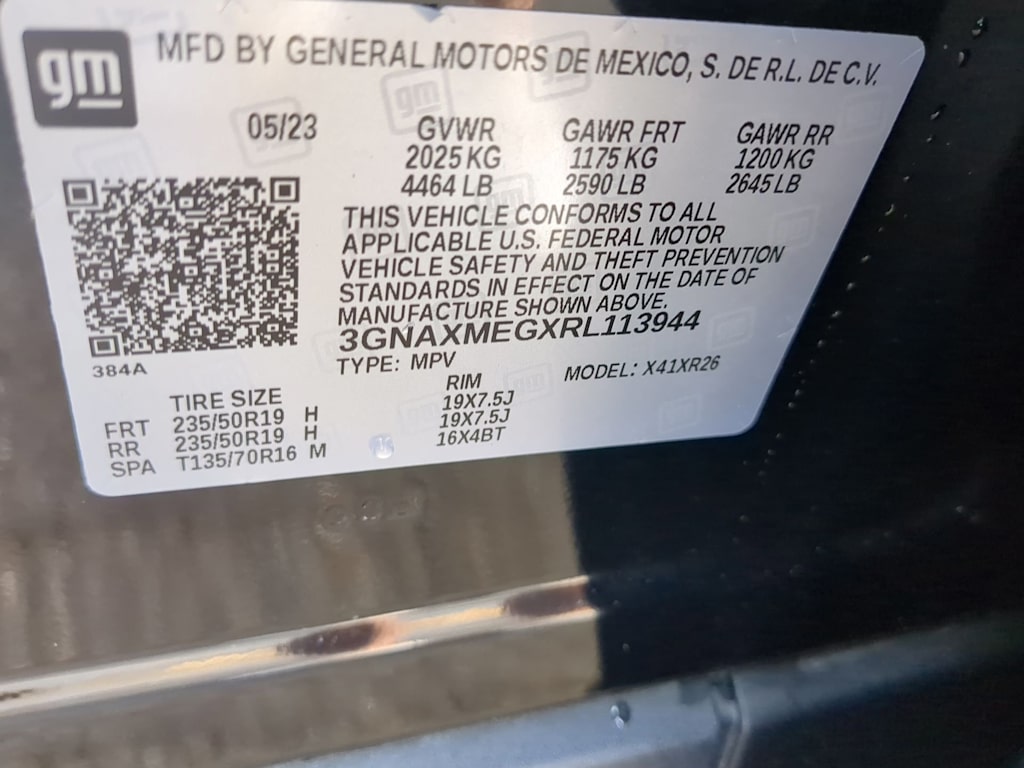 gm MFD BY GENERAL MOTORS DE MEXICO, S. DE R.L. DE C.V.
05/23 GVWR GAWR FRT GAWR RR
2025 KG 1175 KG 1200 KG
4464 LB 2590 LB 2645 LB
THIS VEHICLE CONFORMS TO ALL
APPLICABLE U.S. FEDERAL MOTOR
VEHICLE SAFETY AND THEFT PREVENTION
STANDARDS IN EFFECT ON THE DATE OF
MANUFACTURE SHOWN ABOVE.
3GNAXMEGXRL113944
384A TYPE: MPV MODEL: X41XR26
TIRE SIZE RIM
FRT 235/50R19 H 19X7.5J
RR 235/50R19 H 19X7.5J
SPA T135/70R16 M 16X4BT